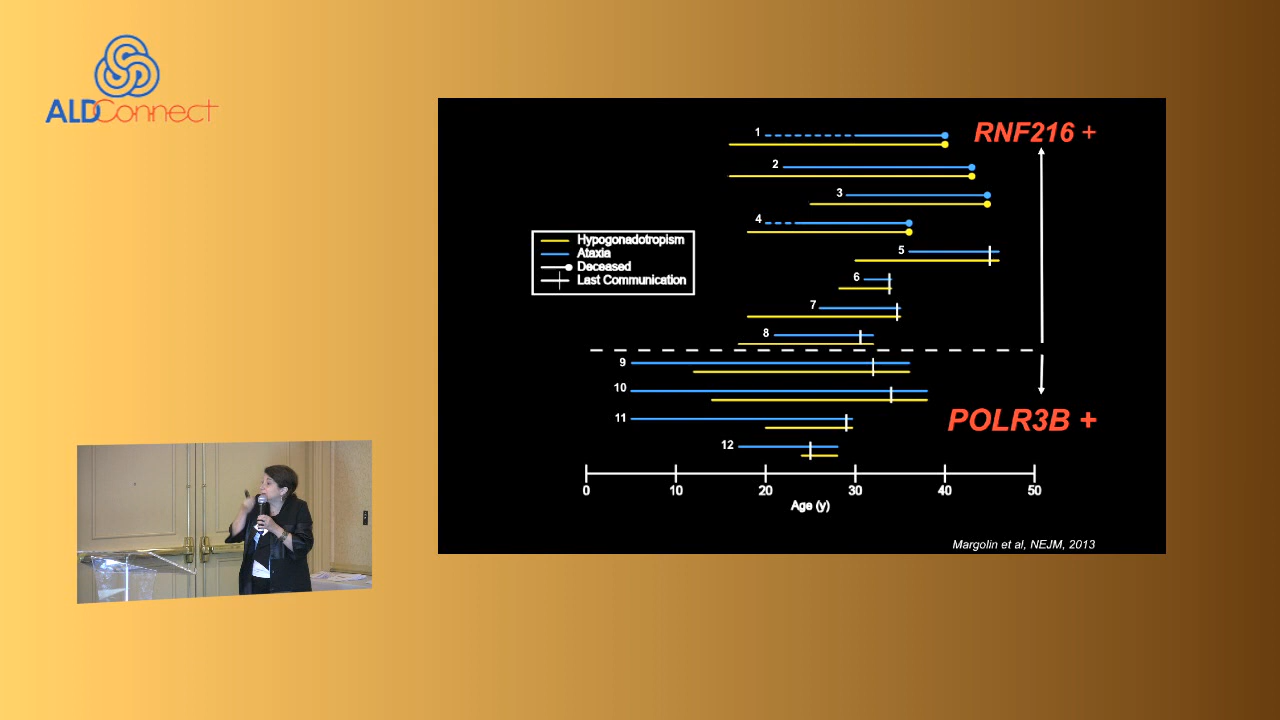 ALDConnect
RNF216 +
1
2
3
4
5
6
7
8
9
10
11
12
Hypogonadotropism
Ataxia
Deceased
Last Communication
POLR3B +
0 10 20 30 40 50
Age (y)
Margolin et al, NEJM, 2013